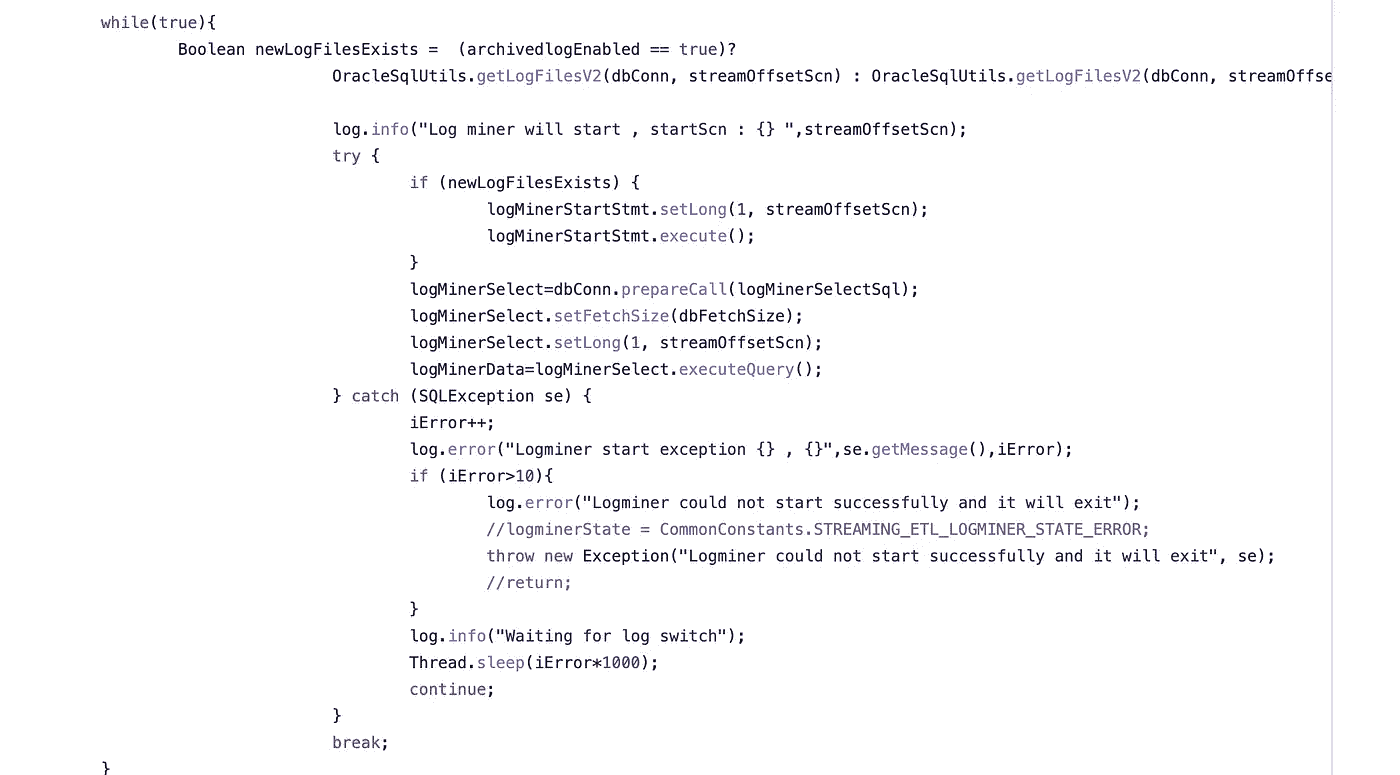 while(true){
Boolean newLogFilesExists =  (archivedlogEnabled == true)?
OracleSqlUtils.getLogFilesV2(dbConn, streamOffsetScn) : OracleSqlUtils.getLogFilesV2(dbConn, streamOffse
log.info("Log miner will start , startScn : {} ",streamOffsetScn);
try {
if (newLogFilesExists) {
logMinerStartStmt.setLong(1, streamOffsetScn);
logMinerStartStmt.execute();
}
logMinerSelect=dbConn.prepareCall(logMinerSelectSql);
logMinerSelect.setFetchSize(dbFetchSize);
logMinerSelect.setLong(1, streamOffsetScn);
logMinerData=logMinerSelect.executeQuery();
} catch (SQLException se) {
iError++;
log.error("Logminer start exception {} , {}",se.getMessage(),iError);
if (iError>10){
log.error("Logminer could not start successfully and it will exit");
//logminerState = CommonConstants.STREAMING_ETL_LOGMINER_STATE_ERROR;
throw new Exception("Logminer could not start successfully and it will exit", se);
//return;
}
log.info("Waiting for log switch");
Thread.sleep(iError*1000);
continue;
}
break;
}